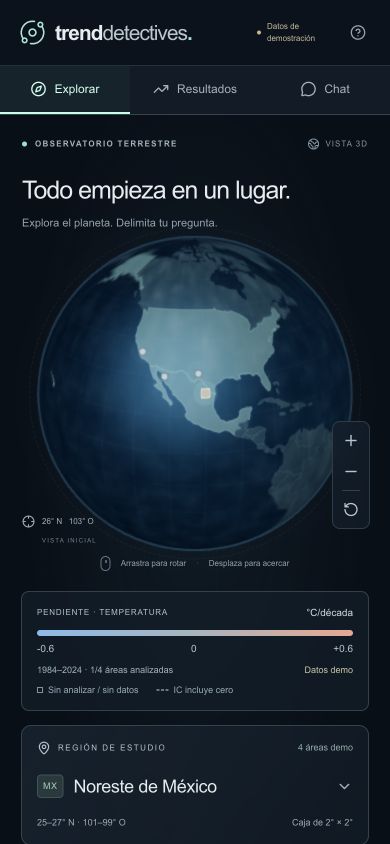 trenddetectives.
Datos de
demostración
Explorar
Resultados
Chat
OBSERVATORIO TERRESTRE
VISTA 3D
Todo empieza en un lugar.
Explora el planeta. Delimita tu pregunta.
26° N 103° O
VISTA INICIAL
Arrastra para rotar · Desplaza para acercar
PENDIENTE · TEMPERATURA
°C/década
-0.6 0 +0.6
1984–2024 · 1/4 áreas analizadas
Datos demo
Sin analizar / sin datos
IC incluye cero
REGIÓN DE ESTUDIO
4 áreas demo
MX
Noreste de México
25–27° N · 101–99° O
Caja de 2° × 2°